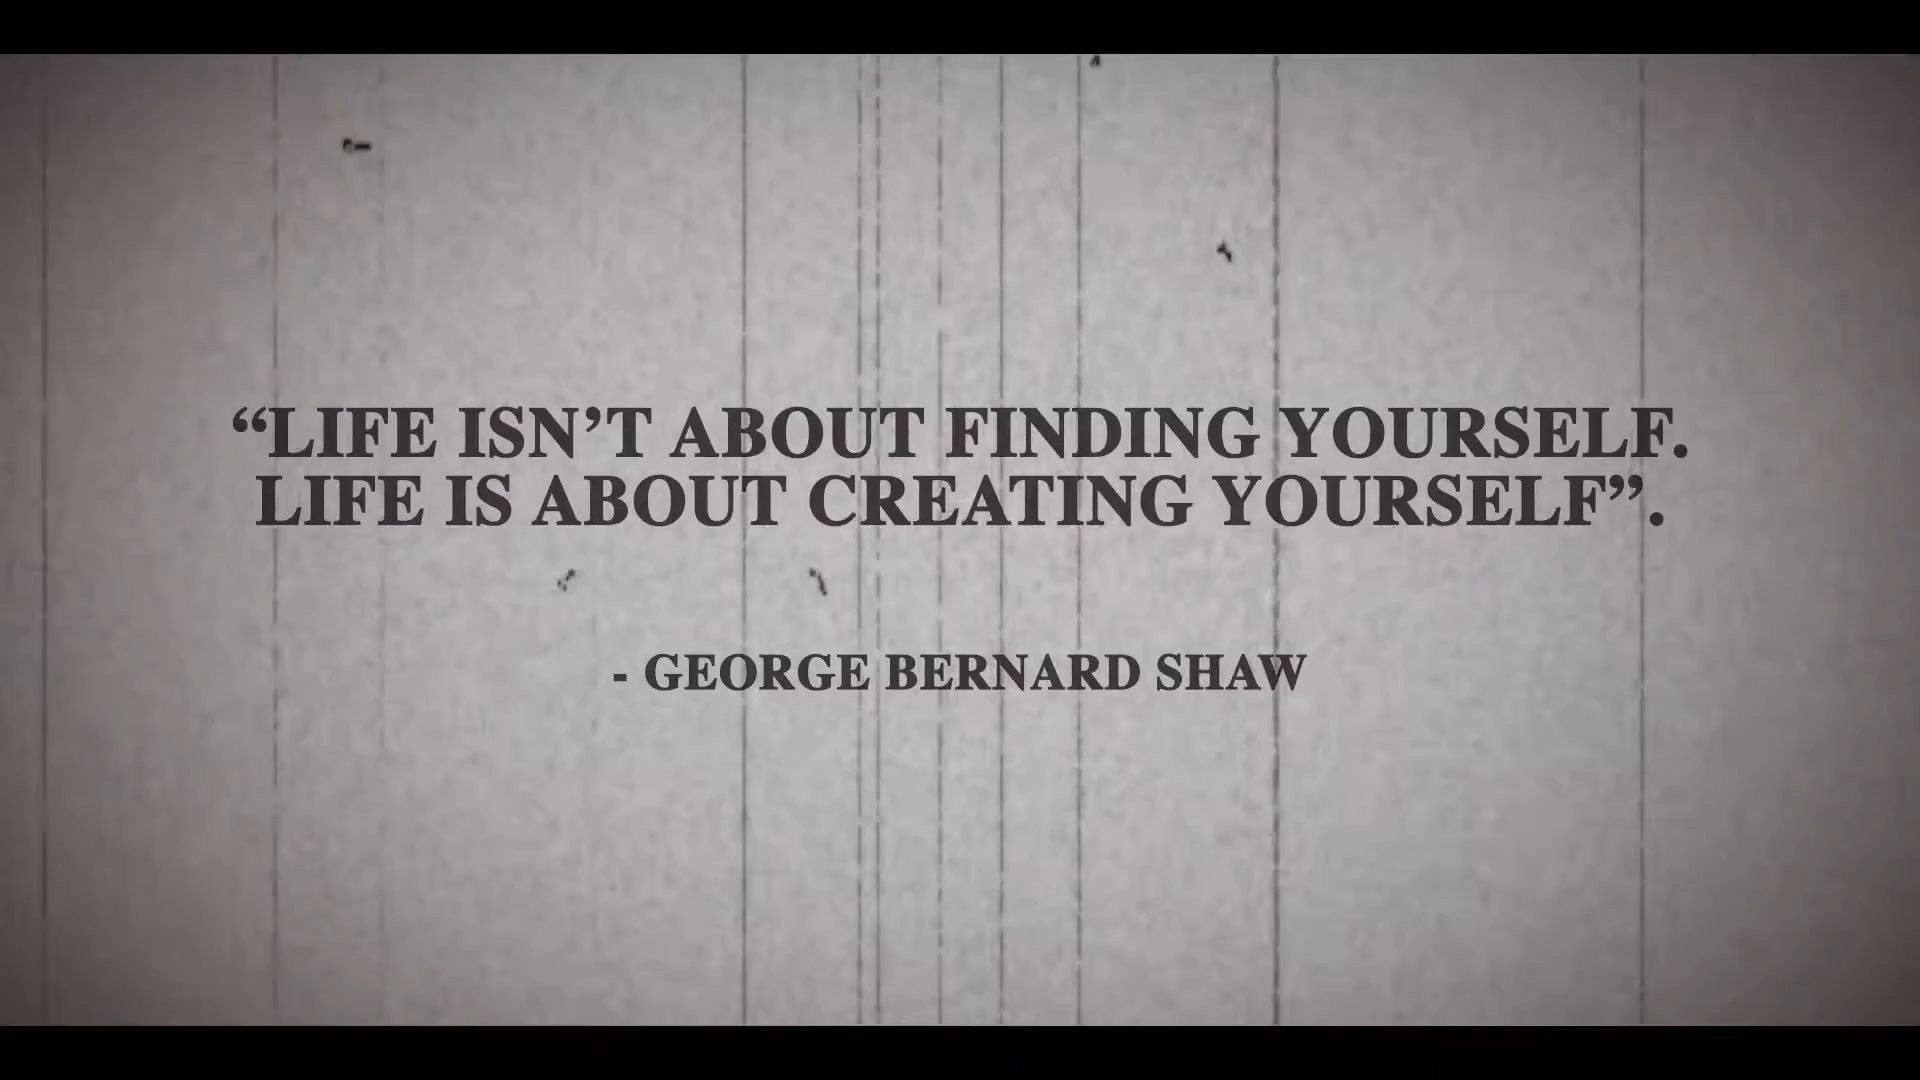 “LIFE ISN’T ABOUT FINDING YOURSELF.
LIFE IS ABOUT CREATING YOURSELF”.
- GEORGE BERNARD SHAW